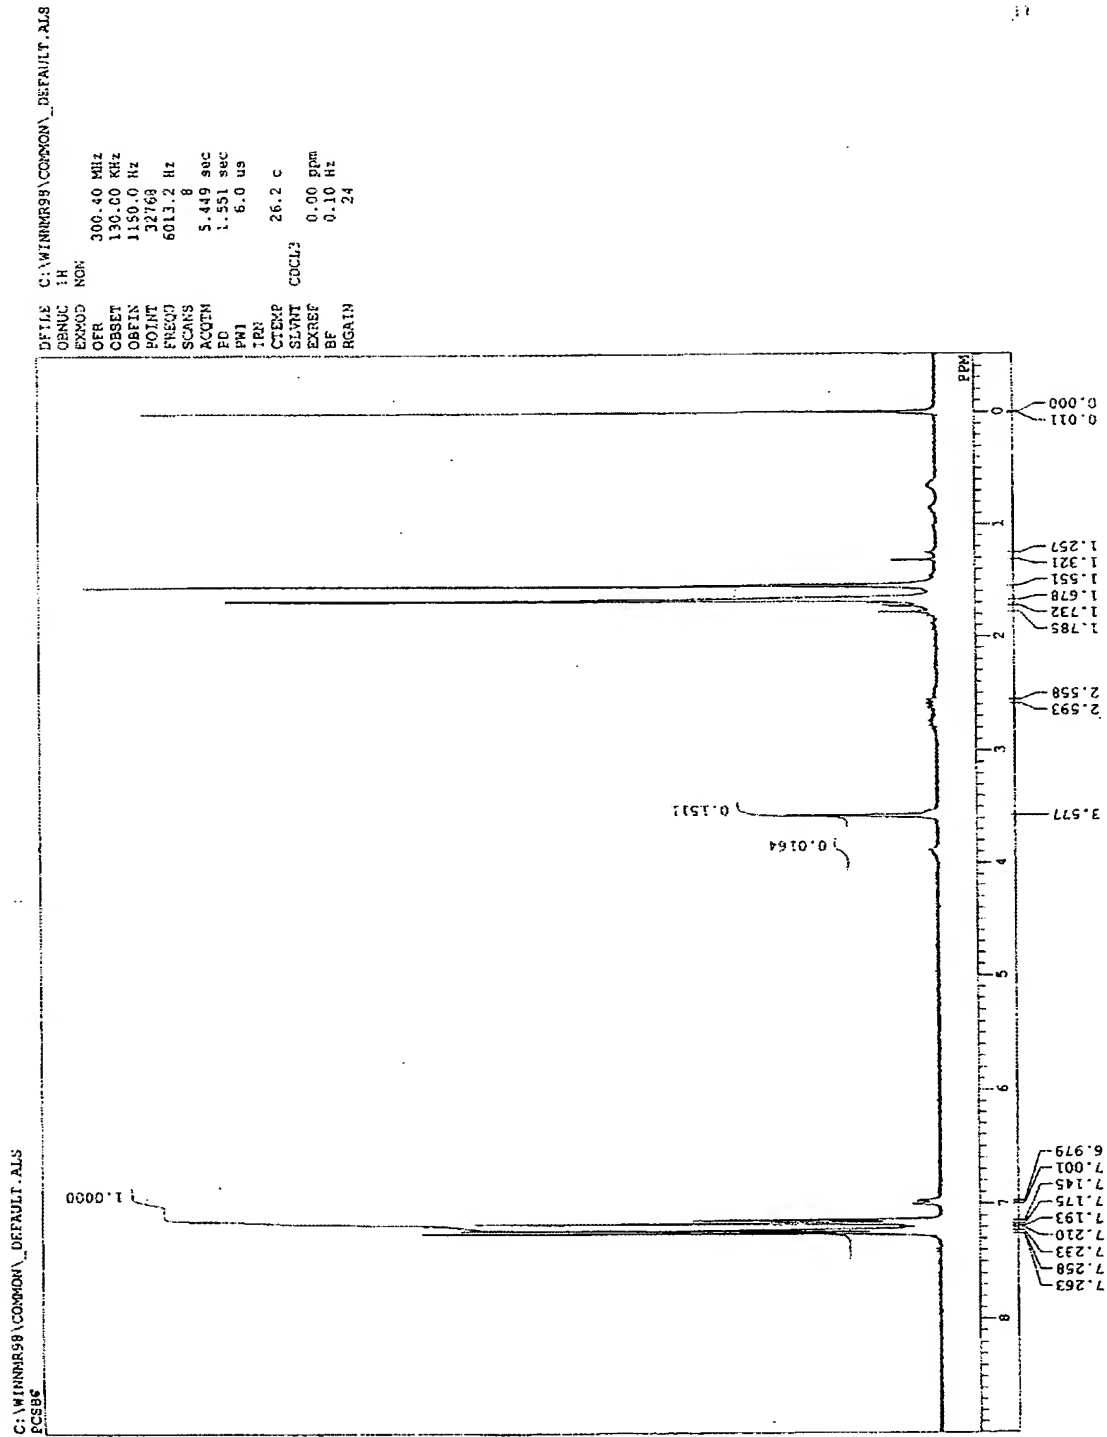 C:\WINNMR98\COMMON\_DEFAULT.ALS
DFILE C:\WINNMR98\COMMON\_DEFAULT.ALS
OBNUC 1H
EXMOD NON
OFR 300.40 MHz
OBSET 130.00 KHz
OBFIN 1150.0 Hz
POINT 32768
FREQU 6013.2 Hz
SCANS 8
ACQTM 5.449 sec
PD 1.551 sec
PW1 6.0 us
IRN
CTEMP 26.2 c
SLVNT CDCL3
EXREF 0.00 ppm
BF 0.10 Hz
RGAIN 24
1.0000
0.0164
0.1511
PPM
8
7
6
5
4
3
2
1
0
7.263
7.258
7.233
7.210
7.193
7.175
7.145
7.001
6.979
3.577
2.593
2.558
1.785
1.732
1.678
1.551
1.321
1.257
0.011
0.000